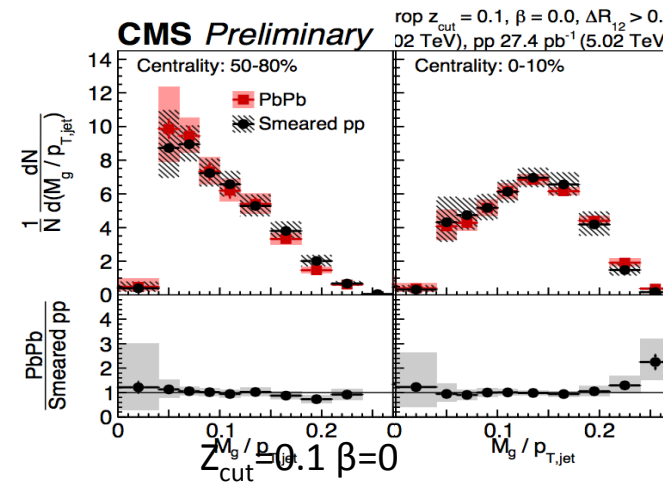 CMS Preliminary
rop z_cut = 0.1, β = 0.0, ΔR_12 > 0.
02 TeV), pp 27.4 pb⁻¹ (5.02 TeV)
14
12
10
8
6
4
2
0
1/N dN/d(M_g / p_T,jet)
Centrality: 50-80%
PbPb
Smeared pp
Centrality: 0-10%
PbPb/Smeared pp
4
3
2
1
0
0 0.1 0.2 0 0.1 0.2
M_g / p_T,jet M_g / p_T,jet
Z_cut=0.1 β=0